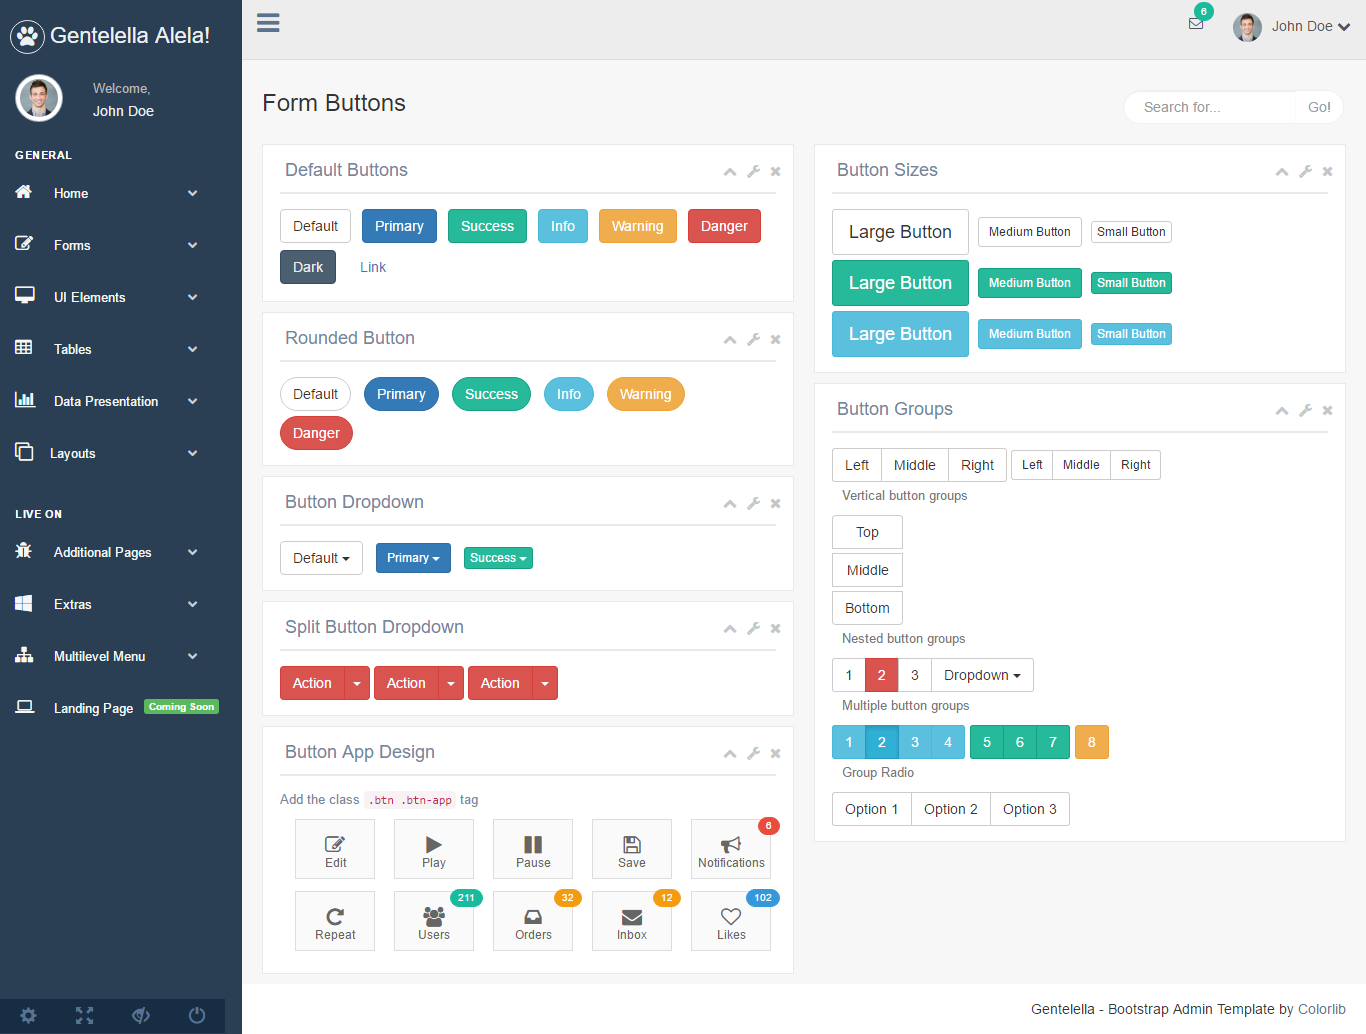 Gentelella Alela!
Welcome,
John Doe
GENERAL
Home
Forms
UI Elements
Tables
Data Presentation
Layouts
LIVE ON
Additional Pages
Extras
Multilevel Menu
Landing Page Coming Soon
6
John Doe
Form Buttons
Search for... Go!
Default Buttons
Default Primary Success Info Warning Danger
Dark Link
Rounded Button
Default Primary Success Info Warning
Danger
Button Dropdown
Default Primary Success
Split Button Dropdown
Action Action Action
Button App Design
Add the class .btn .btn-app tag
6
Edit Play Pause Save Notifications
211 32 12 102
Repeat Users Orders Inbox Likes
Button Sizes
Large Button Medium Button Small Button
Large Button Medium Button Small Button
Large Button Medium Button Small Button
Button Groups
Left Middle Right Left Middle Right
Vertical button groups
Top
Middle
Bottom
Nested button groups
1 2 3 Dropdown
Multiple button groups
1 2 3 4 5 6 7 8
Group Radio
Option 1 Option 2 Option 3
Gentelella - Bootstrap Admin Template by Colorlib